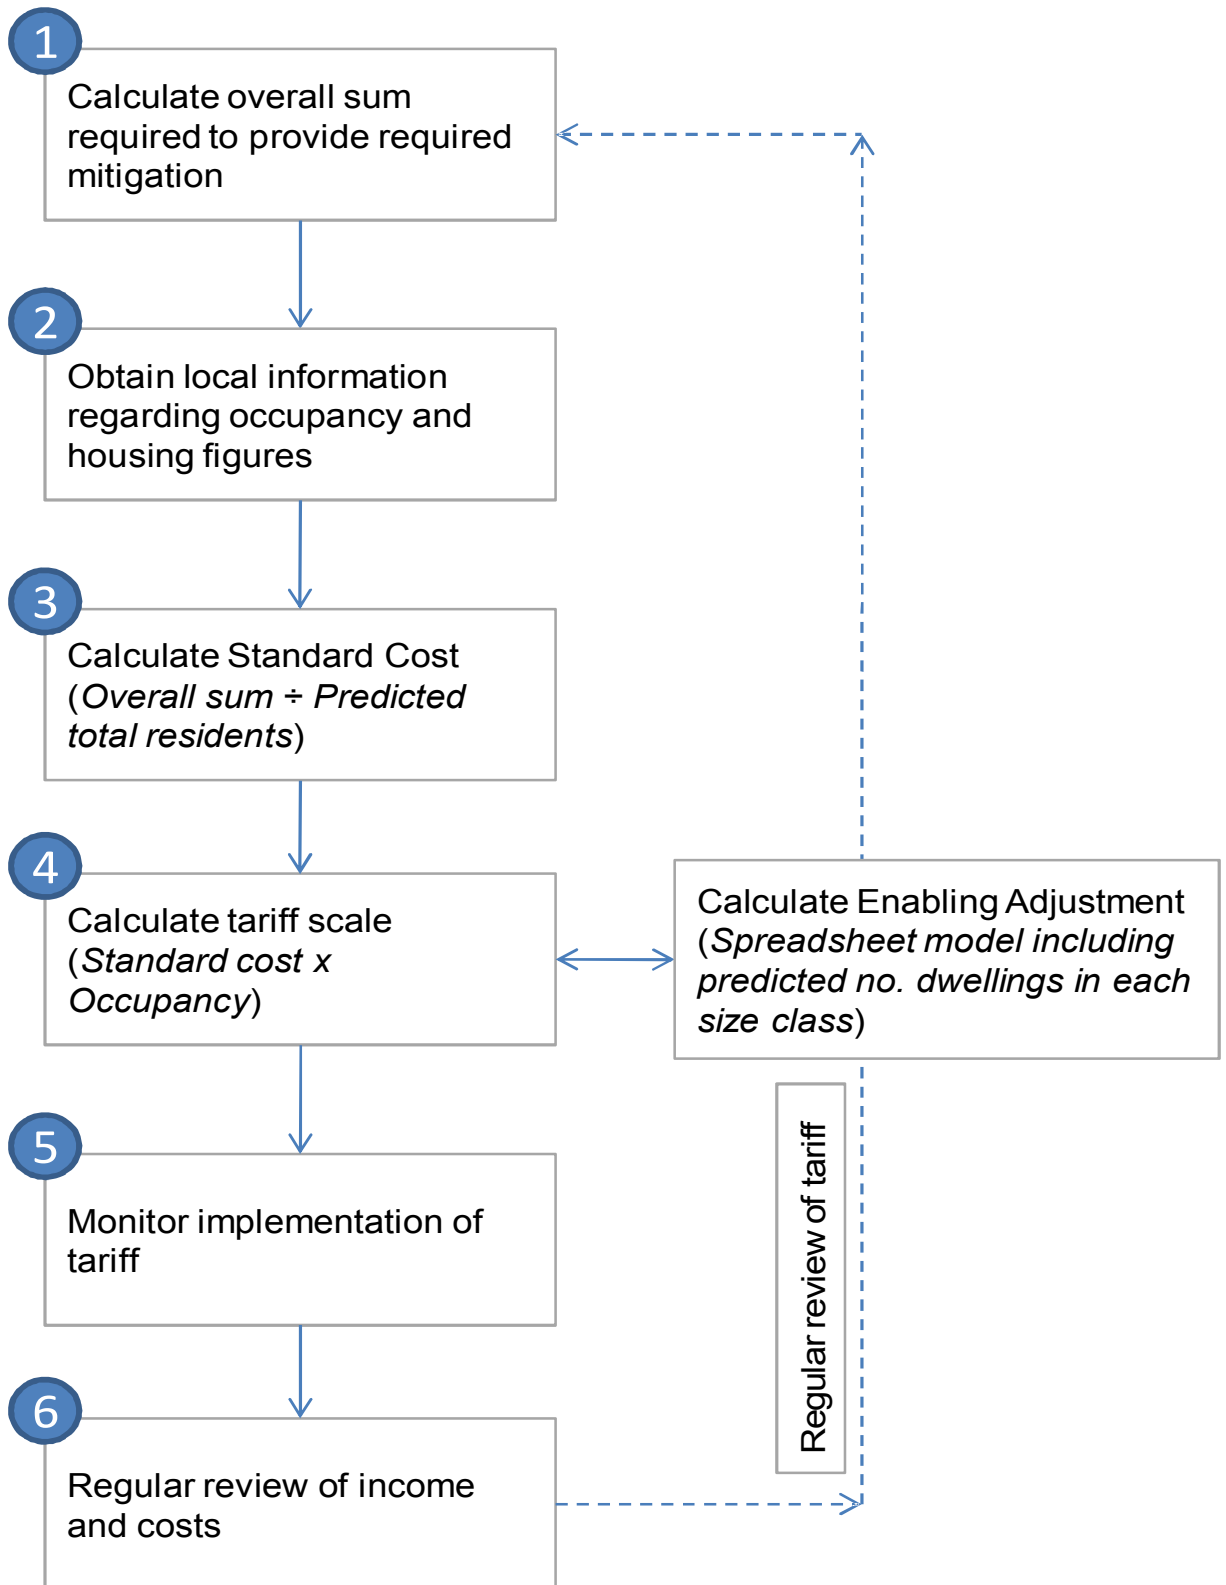 1
Calculate overall sum
required to provide required
mitigation
2
Obtain local information
regarding occupancy and
housing figures
3
Calculate Standard Cost
(Overall sum ÷ Predicted
total residents)
4
Calculate tariff scale
(Standard cost x
Occupancy)
Calculate Enabling Adjustment
(Spreadsheet model including
predicted no. dwellings in each
size class)
5
Monitor implementation of
tariff
Regular review of tariff
6
Regular review of income
and costs